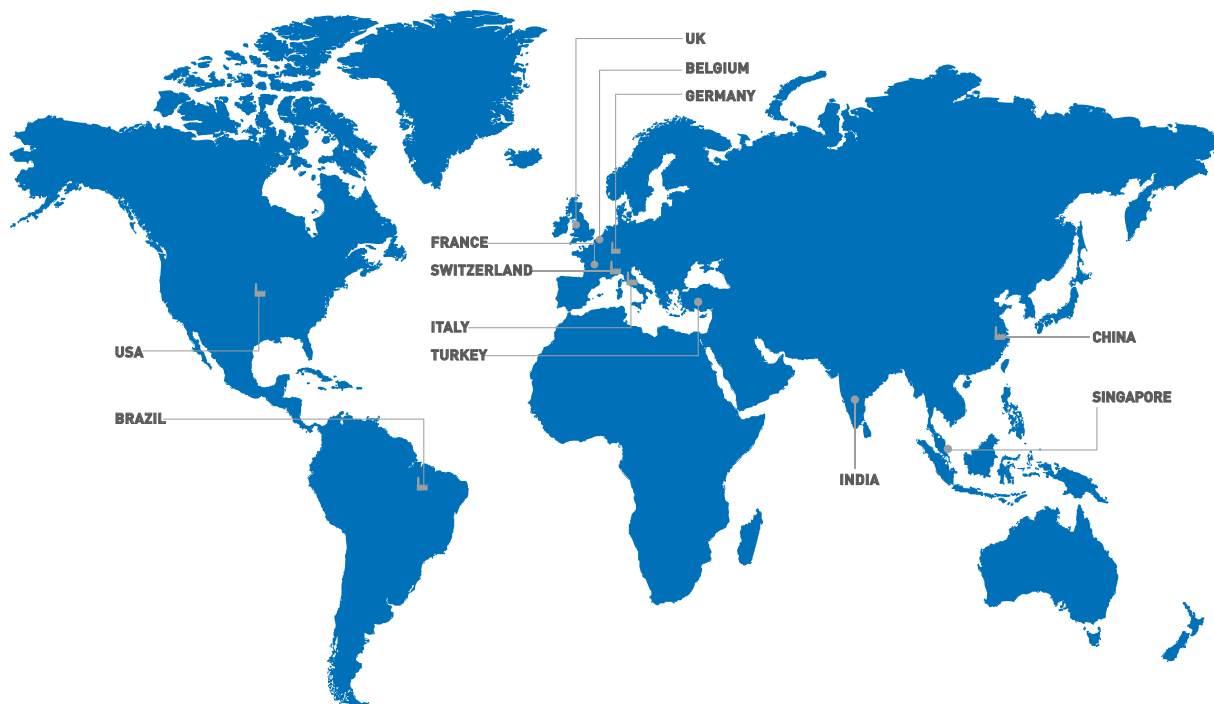 UK
BELGIUM
GERMANY
FRANCE
SWITZERLAND
ITALY
TURKEY
USA
BRAZIL
CHINA
SINGAPORE
INDIA